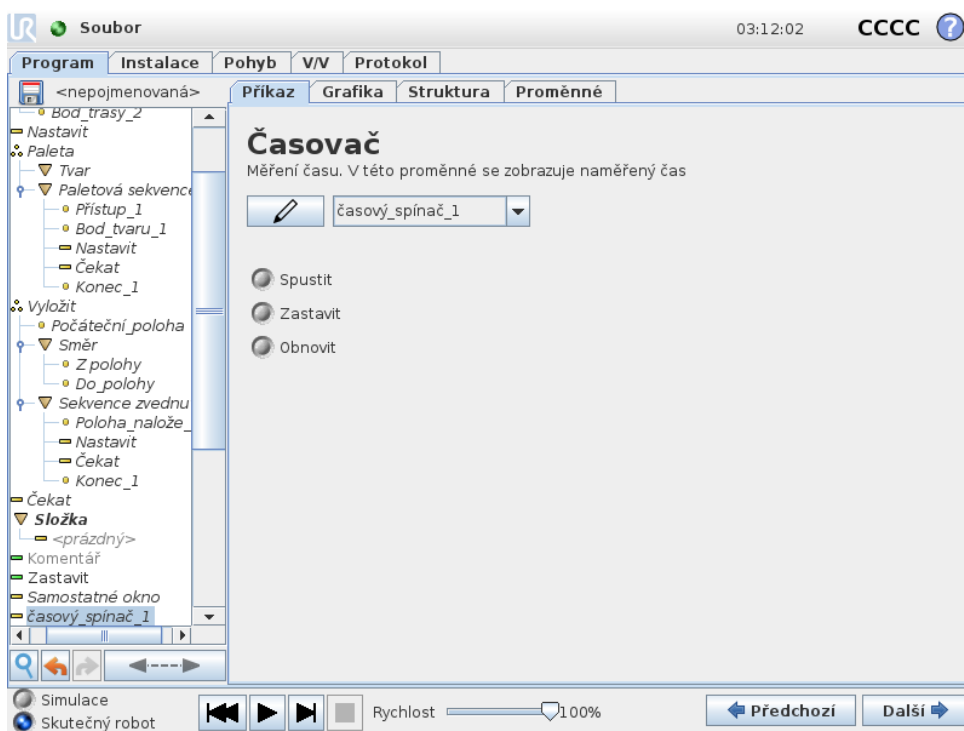 Soubor
03:12:02
CCCC
?
Program Instalace Pohyb V/V Protokol
<nepojmenovaná>
Příkaz Grafika Struktura Proměnné
Bod_trasy_2
Nastavit
Paleta
Tvar
Paletová sekvence
Přístup_1
Bod_tvaru_1
Nastavit
Čekat
Konec_1
Vyložit
Počáteční_poloha
Směr
Z polohy
Do_polohy
Sekvence zvednu
Poloha_nalože_
Nastavit
Čekat
Konec_1
Čekat
Složka
<prázdný>
Komentář
Zastavit
Samostatné okno
časový_spínač_1
Časovač
Měření času. V této proměnné se zobrazuje naměřený čas
časový_spínač_1
Spustit
Zastavit
Obnovit
Simulace
Skutečný robot
Rychlost 100%
Předchozí
Další